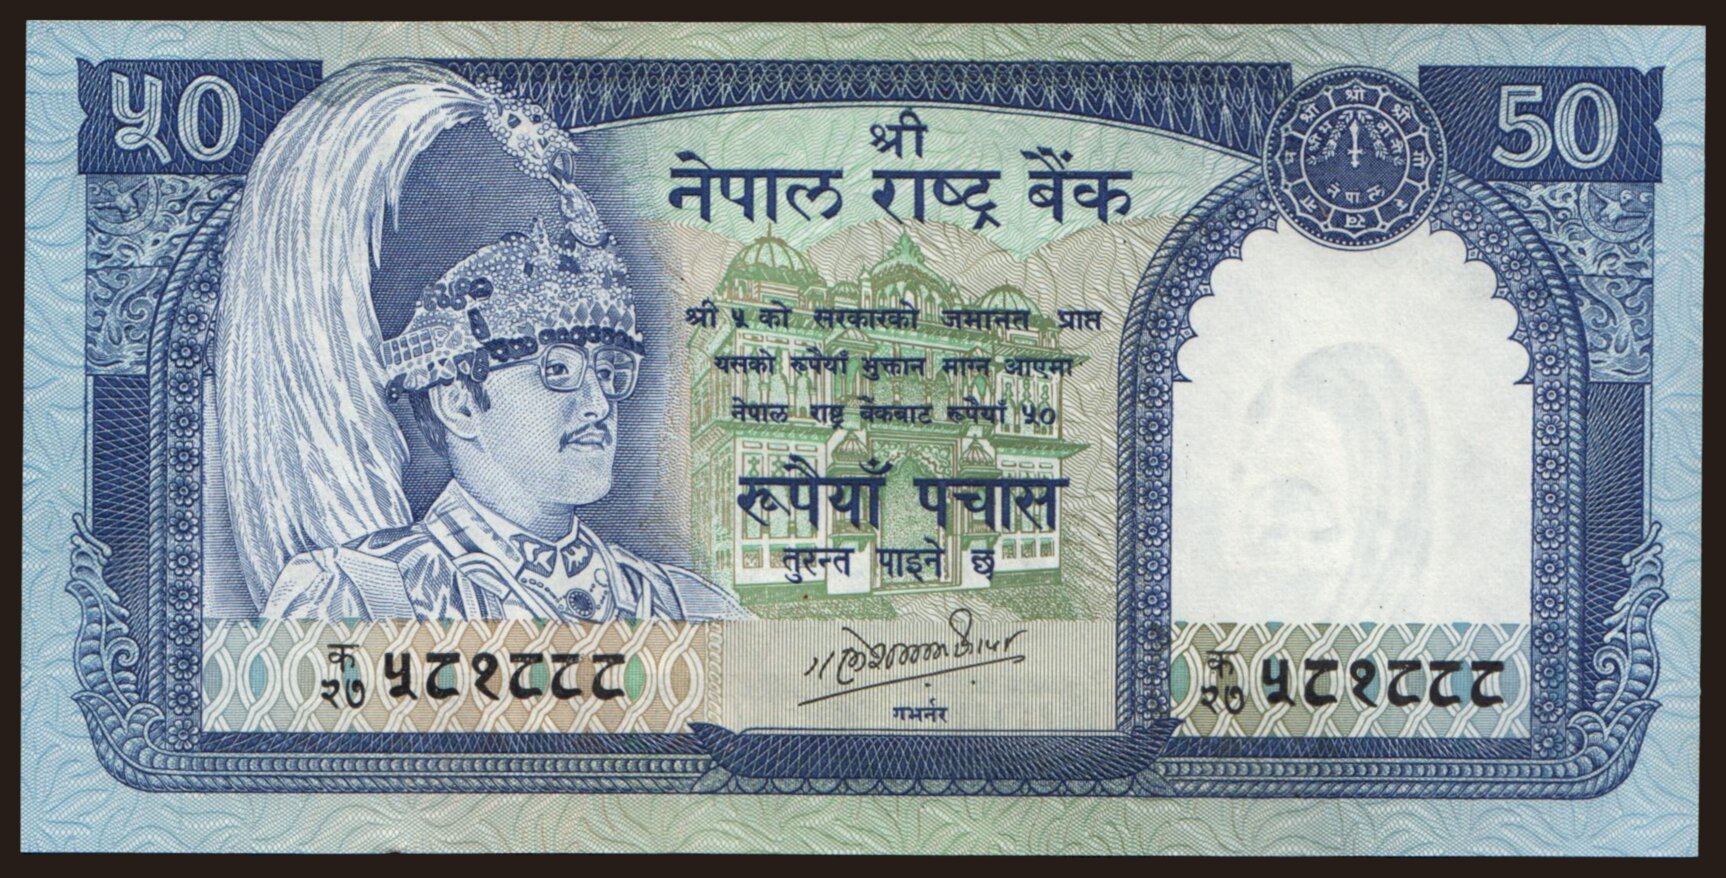 ५०
50
श्री
नेपाल राष्ट्र बैंक
श्री ५ को सरकारको जमानत प्राप्त
यसको रूपैयाँ भुक्तान माग्न आएमा
नेपाल राष्ट्र बैंकबाट रूपैयाँ ५०
रूपैयाँ पचास
तुरन्त पाइने छ
क
२७ ५८१८८८
क
२७ ५८१८८८
गभर्नर